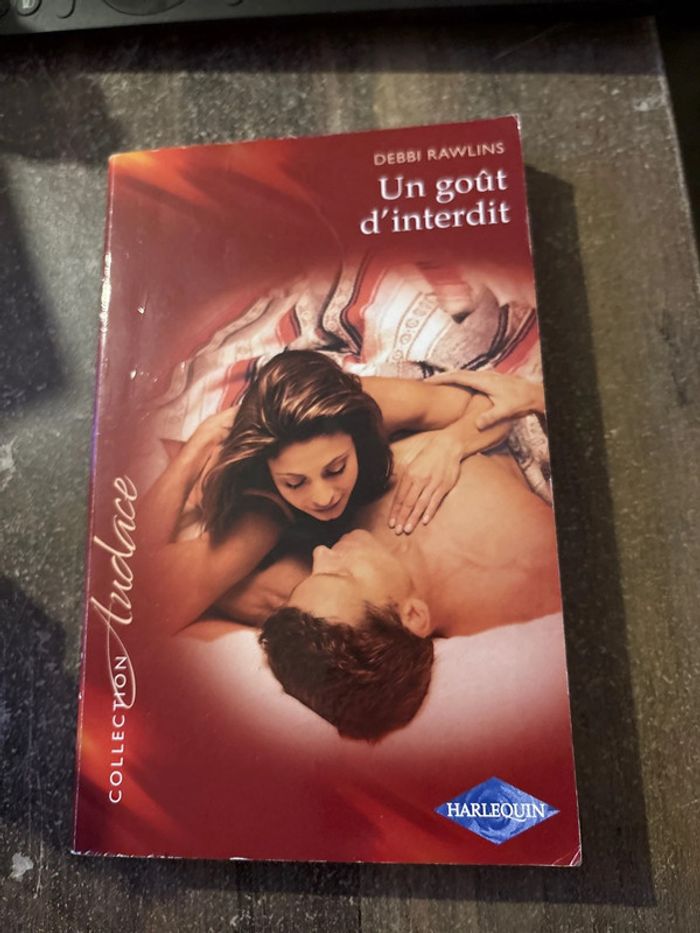 DEBBI RAWLINS
Un goût
d'interdit
COLLECTION Audace
HARLEQUIN